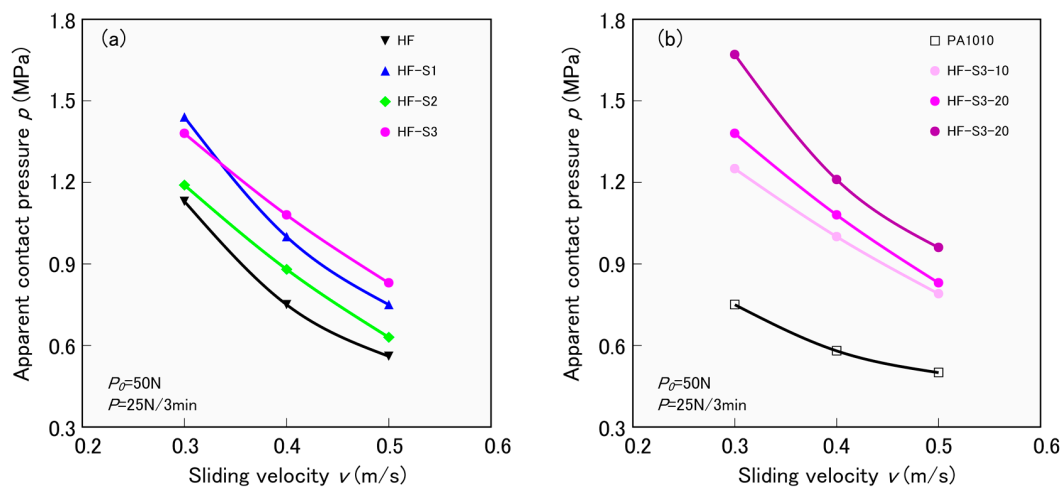 (a)
HF
HF-S1
HF-S2
HF-S3
1.8
1.5
1.2
0.9
0.6
0.3
Apparent contact pressure p (MPa)
P0=50N
P=25N/3min
0.2 0.3 0.4 0.5 0.6
Sliding velocity v (m/s)
(b)
PA1010
HF-S3-10
HF-S3-20
HF-S3-20
1.8
1.5
1.2
0.9
0.6
0.3
Apparent contact pressure p (MPa)
P0=50N
P=25N/3min
0.2 0.3 0.4 0.5 0.6
Sliding velocity v (m/s)